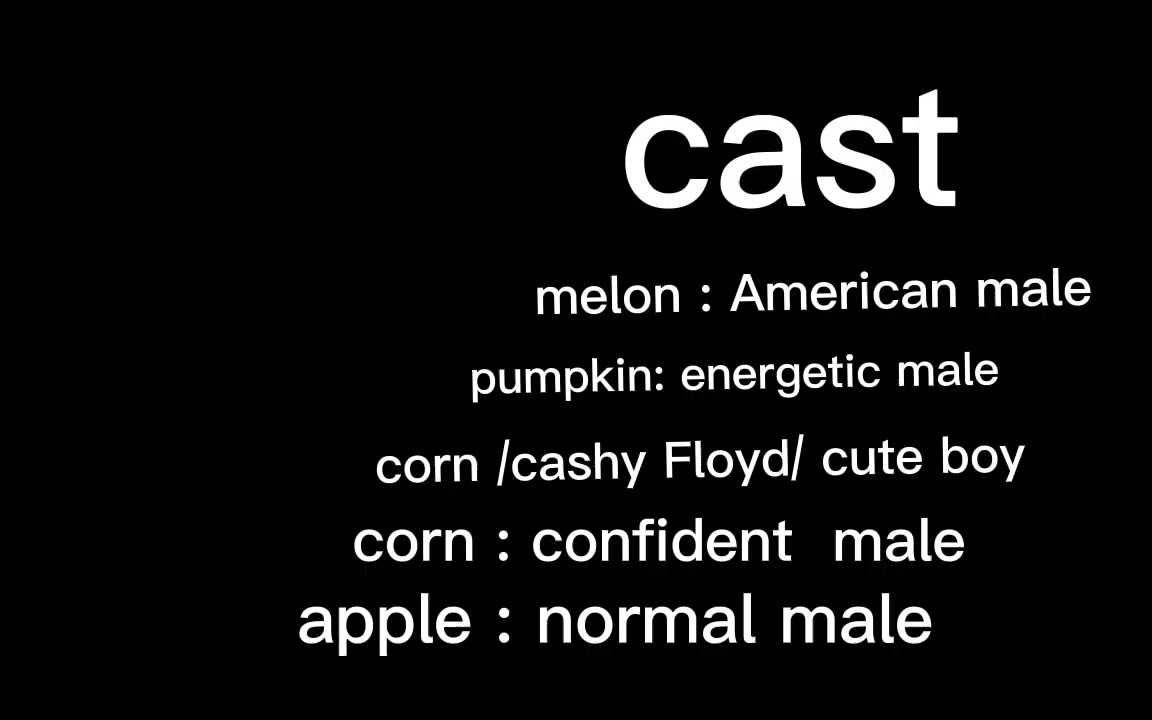 cast
melon : American male
pumpkin: energetic male
corn /cashy Floyd/ cute boy
corn : confident male
apple : normal male